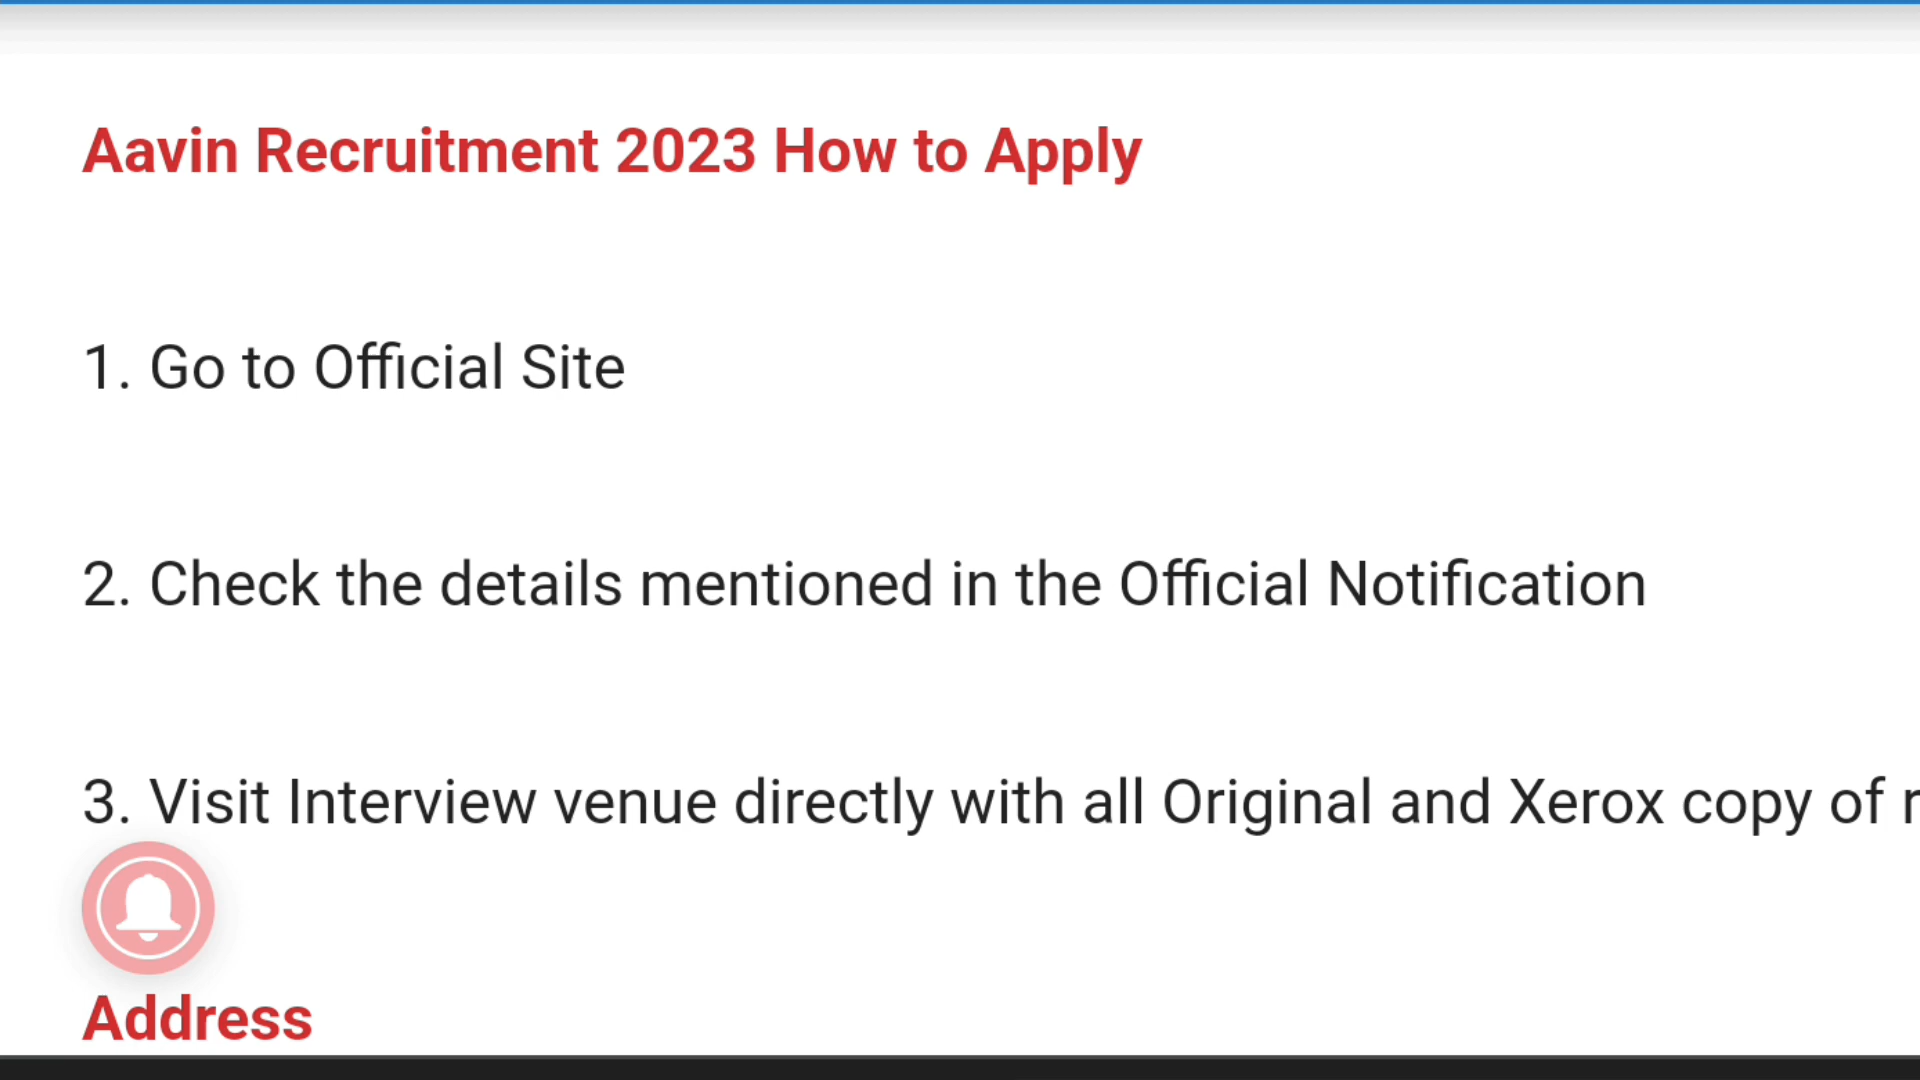 Aavin Recruitment 2023 How to Apply
1. Go to Official Site
2. Check the details mentioned in the Official Notification
3. Visit Interview venue directly with all Original and Xerox copy of
Address